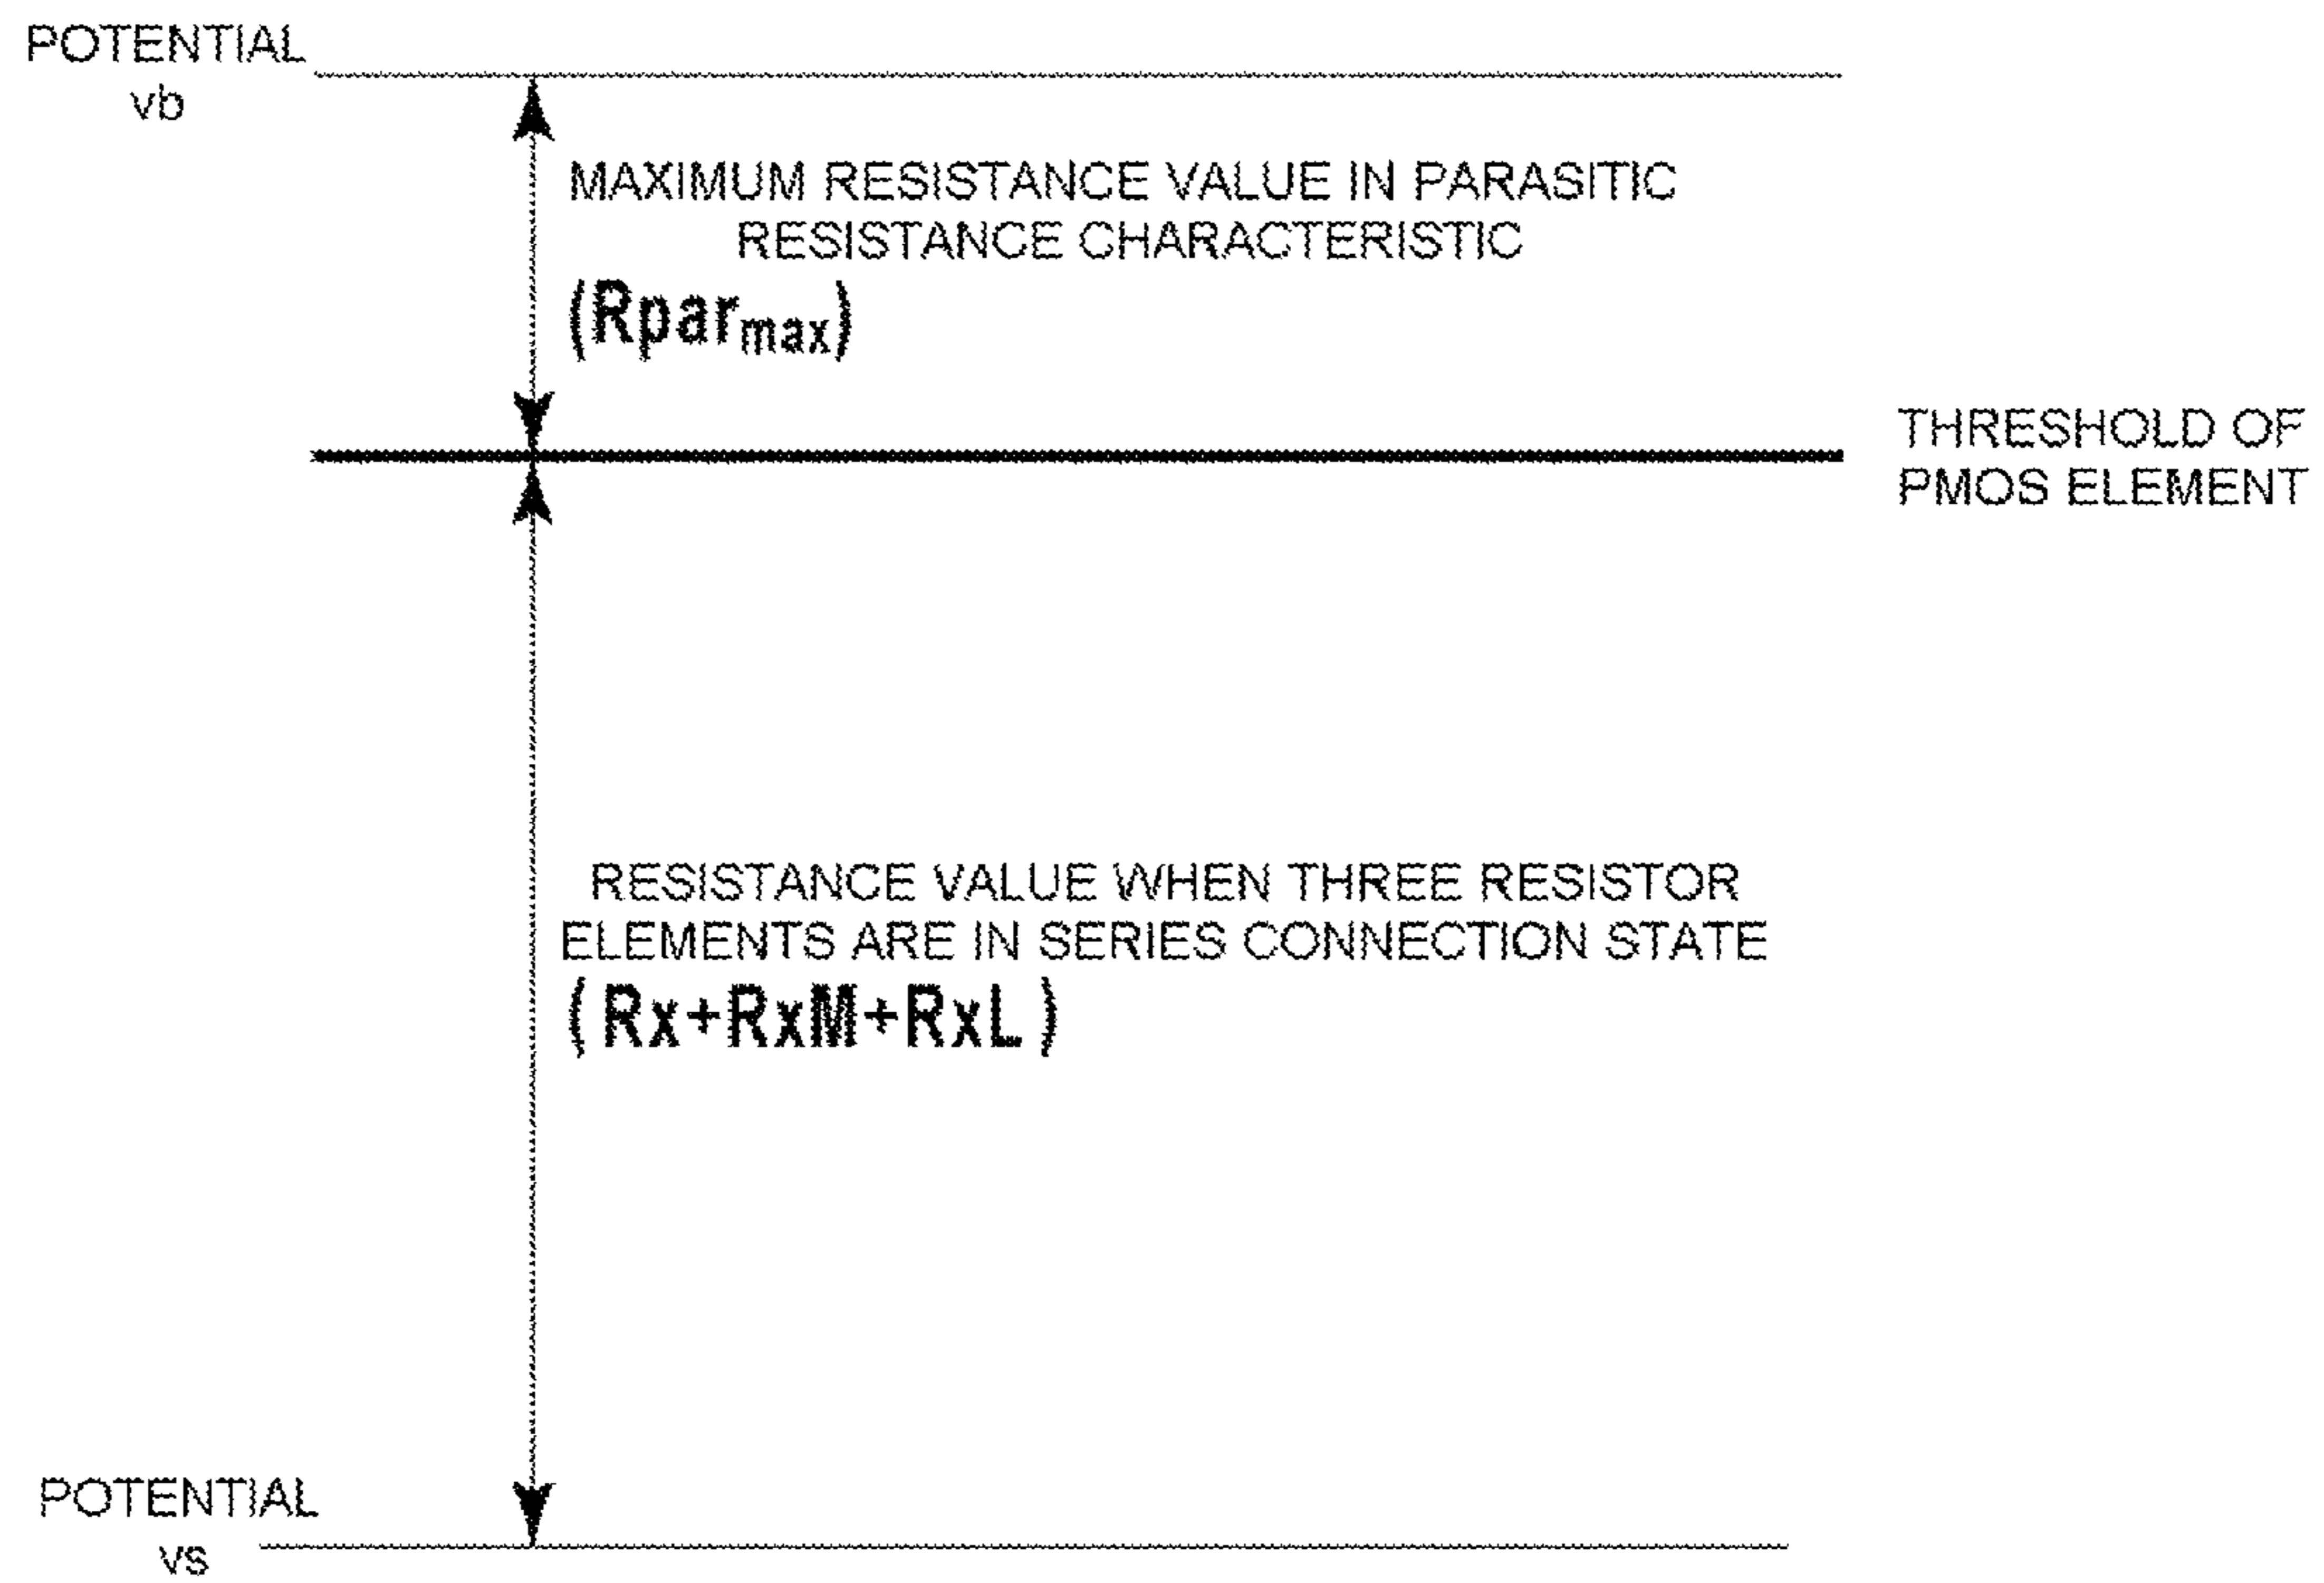 POTENTIAL
vb
MAXIMUM RESISTANCE VALUE IN PARASITIC
RESISTANCE CHARACTERISTIC
(Rparmax)
THRESHOLD OF
PMOS ELEMENT
RESISTANCE VALUE WHEN THREE RESISTOR
ELEMENTS ARE IN SERIES CONNECTION STATE
(Rx+RxM+RxL)
POTENTIAL
vs